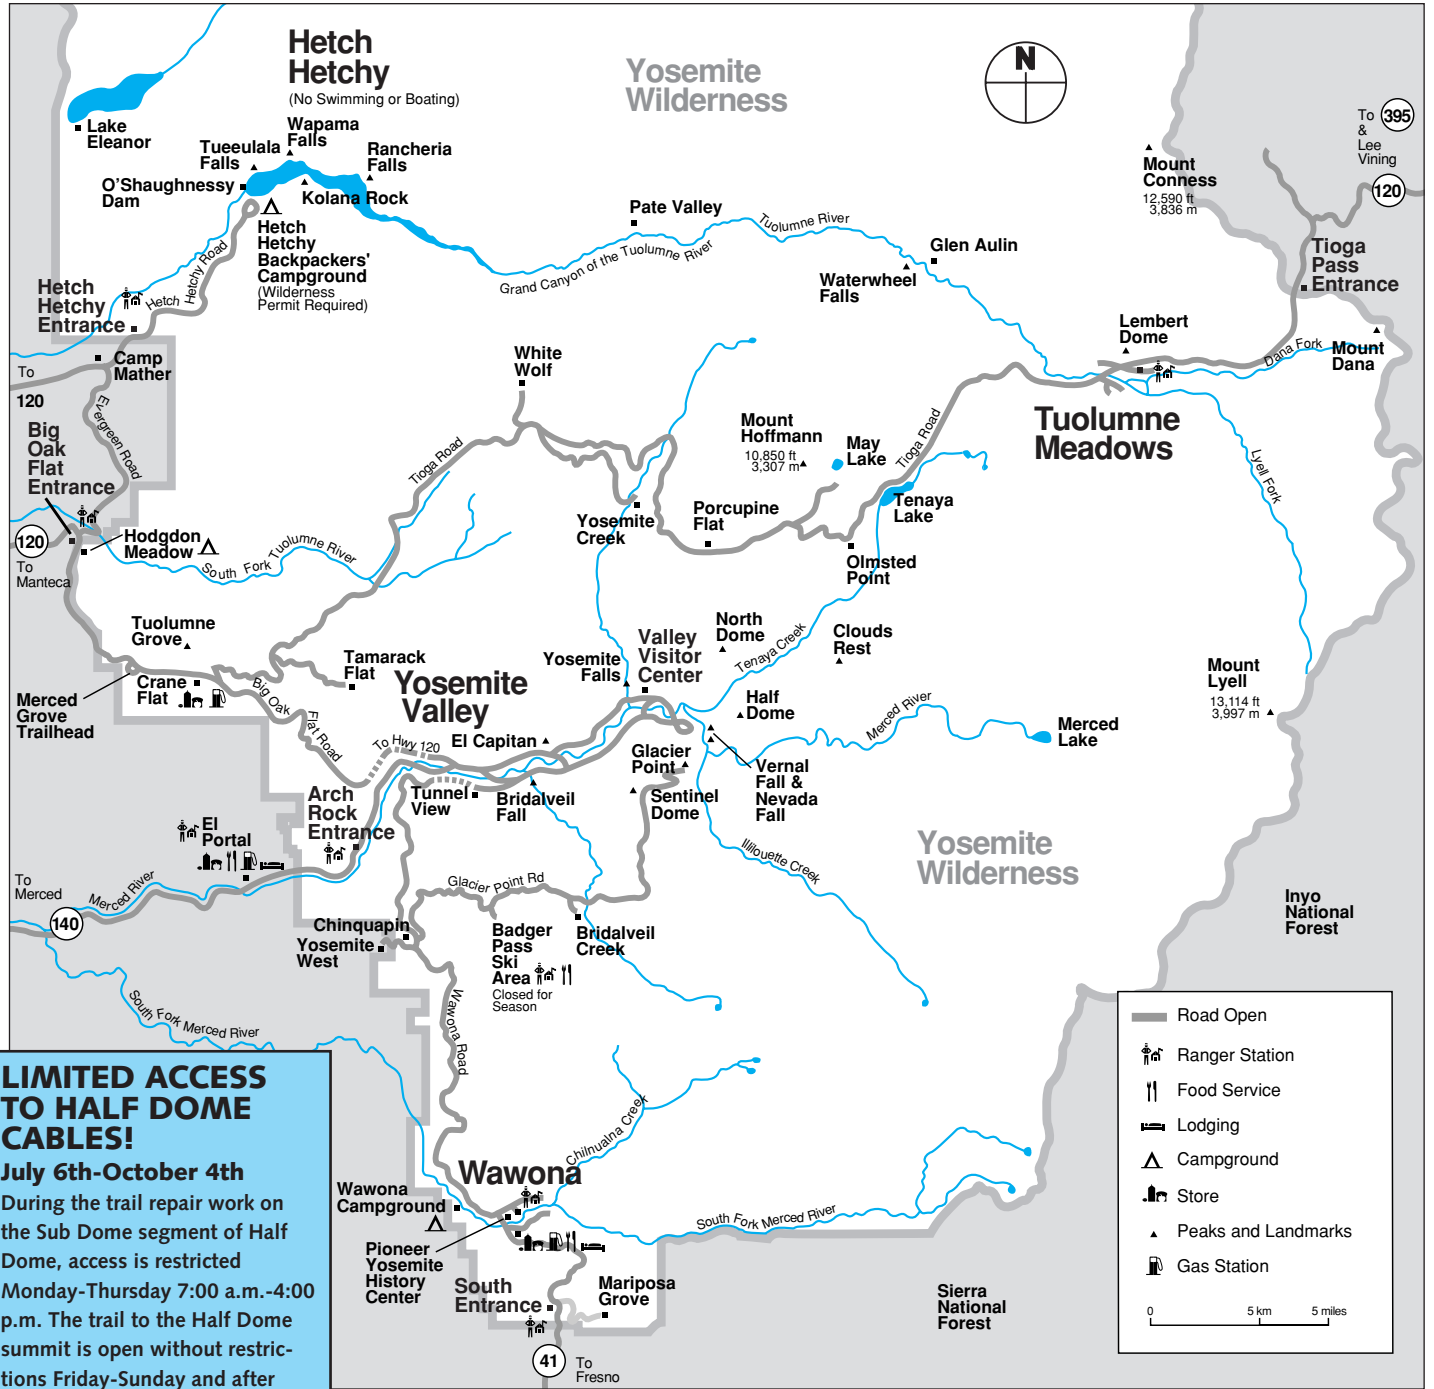 Hetch
Hetchy
(No Swimming or Boating)
Yosemite
Wilderness
N
To 395
&
Lee
Vining
120
Lake
Eleanor
Wapama
Falls
Tueeulala
Falls
Rancheria
Falls
O'Shaughnessy
Dam
Kolana Rock
Mount
Conness
12,590 ft
3,836 m
Hetch
Hetchy
Backpackers'
Campground
(Wilderness
Permit Required)
Pate Valley
Tuolumne River
Grand Canyon of the Tuolumne River
Glen Aulin
Waterwheel
Falls
Tioga
Pass
Entrance
Hetch
Hetchy
Entrance
Hetch Hetchy Road
Camp
Mather
To
120
Evergreen Road
White
Wolf
Lembert
Dome
Dana Fork
Mount
Dana
Tuolumne
Meadows
Big
Oak
Flat
Entrance
Tioga Road
Mount
Hoffmann
10,850 ft
3,307 m
May
Lake
Tioga Road
Lyell Fork
Tenaya
Lake
Porcupine
Flat
Yosemite
Creek
Olmsted
Point
120
To
Manteca
Hodgdon
Meadow
South Fork Tuolumne River
Tuolumne
Grove
Crane
Flat
Merced
Grove
Trailhead
Tamarack
Flat
Big Oak Flat Road
Yosemite
Valley
Yosemite
Falls
Valley
Visitor
Center
North
Dome
Tenaya Creek
Clouds
Rest
Half
Dome
Merced River
Merced
Lake
Mount
Lyell
13,114 ft
3,997 m
To Hwy 120
El Capitan
Glacier
Point
Vernal
Fall &
Nevada
Fall
Sentinel
Dome
Tunnel
View
Bridalveil
Fall
Arch
Rock
Entrance
El
Portal
To
Merced
Merced River
140
Illilouette Creek
Yosemite
Wilderness
Glacier Point Rd
Chinquapin
Yosemite
West
Badger
Pass
Ski
Area
Closed for
Season
Bridalveil
Creek
Inyo
National
Forest
South Fork Merced River
Wawona Road
Road Open
Ranger Station
Food Service
Lodging
Campground
Store
Peaks and Landmarks
Gas Station
0 5 km 5 miles
LIMITED ACCESS
TO HALF DOME
CABLES!
July 6th-October 4th
During the trail repair work on
the Sub Dome segment of Half
Dome, access is restricted
Monday-Thursday 7:00 a.m.-4:00
p.m. The trail to the Half Dome
summit is open without restric-
tions Friday-Sunday and after
Chilnualna Creek
Wawona
Wawona
Campground
South Fork Merced River
Pioneer
Yosemite
History
Center
South
Entrance
Mariposa
Grove
Sierra
National
Forest
41
To
Fresno